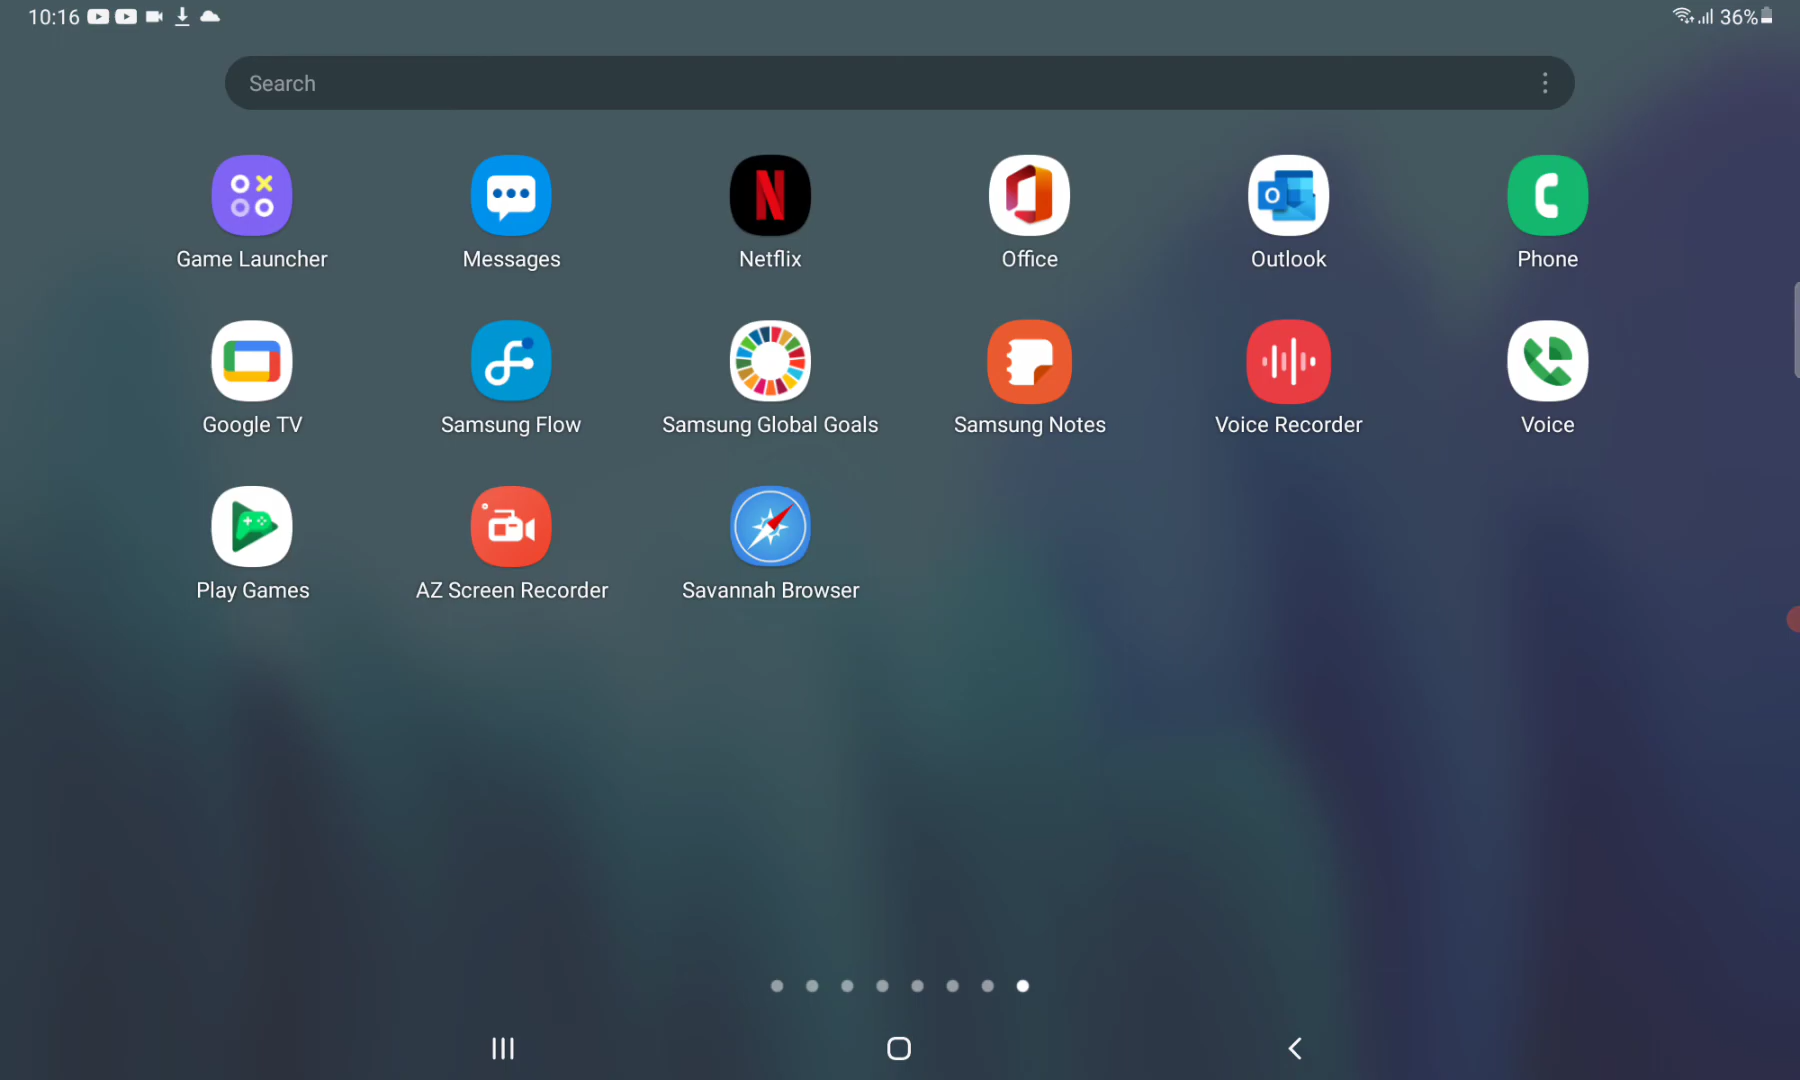 10:16
36%
Search
Game Launcher
Messages
Netflix
Office
Outlook
Phone
Google TV
Samsung Flow
Samsung Global Goals
Samsung Notes
Voice Recorder
Voice
Play Games
AZ Screen Recorder
Savannah Browser